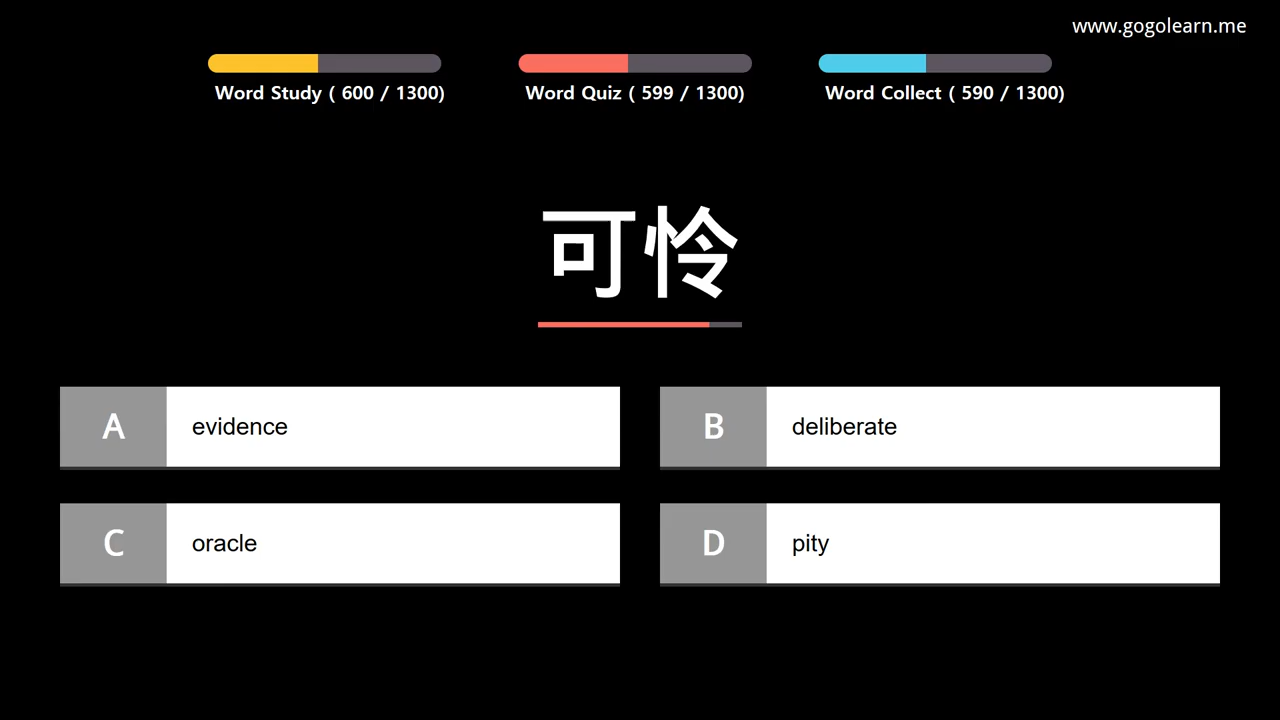 www.gogolearn.me
Word Study ( 600 / 1300)
Word Quiz ( 599 / 1300)
Word Collect ( 590 / 1300)
可怜
A evidence
B deliberate
C oracle
D pity